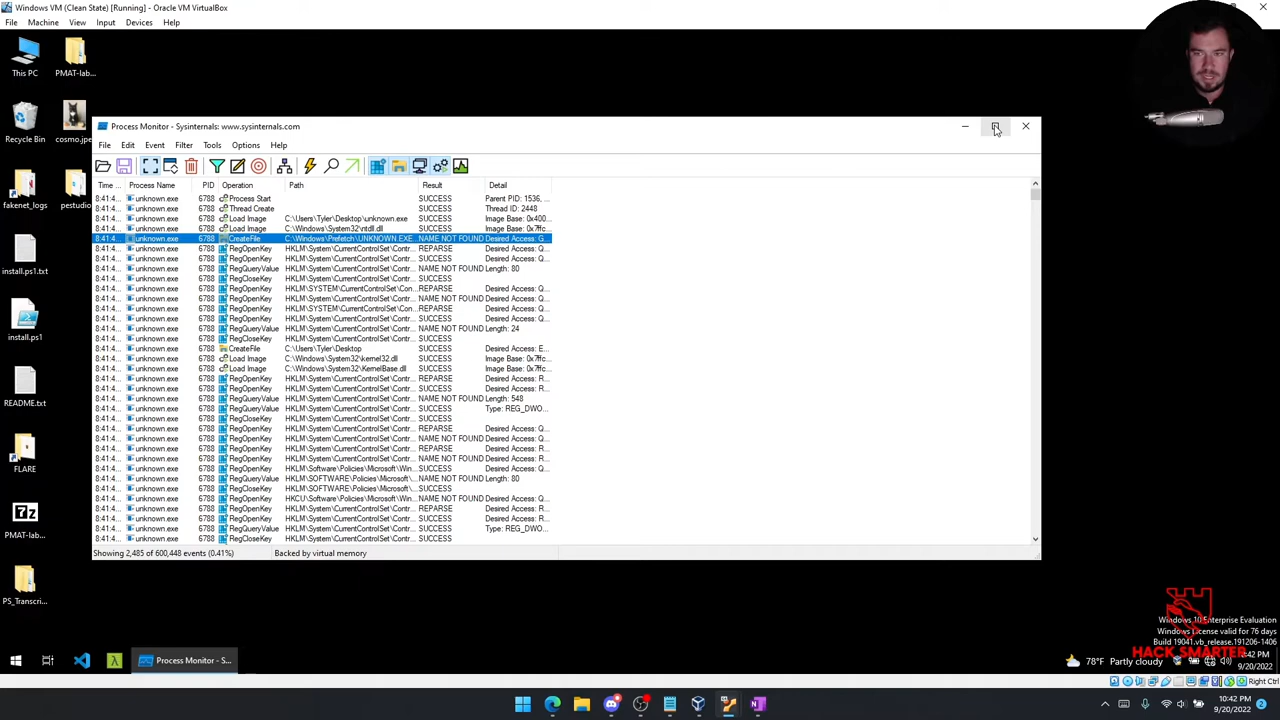 Windows VM (Clean State) [Running] - Oracle VM VirtualBox
File Machine View Input Devices Help
This PC
PMAT-lab...
Recycle Bin
cosmo.jpe
fakenet_logs
pestudio
install.ps1.txt
install.ps1
README.txt
FLARE
7z
PMAT-lab...
PS_Transcri...
Process Monitor - Sysinternals: www.sysinternals.com
File Edit Event Filter Tools Options Help
Time ... Process Name PID Operation Path Result Detail
8:41:4... unknown.exe 6788 Process Start SUCCESS Parent PID: 1536,...
8:41:4... unknown.exe 6788 Thread Create SUCCESS Thread ID: 2448
8:41:4... unknown.exe 6788 Load Image C:\Users\Tyler\Desktop\unknown.exe SUCCESS Image Base: 0x400...
8:41:4... unknown.exe 6788 Load Image C:\Windows\System32\ntdll.dll SUCCESS Image Base: 0x7ffc...
8:41:4... unknown.exe 6788 CreateFile C:\Windows\Prefetch\UNKNOWN.EXE... NAME NOT FOUND Desired Access: G...
8:41:4... unknown.exe 6788 RegOpenKey HKLM\System\CurrentControlSet\Contr... REPARSE Desired Access: Q...
8:41:4... unknown.exe 6788 RegOpenKey HKLM\System\CurrentControlSet\Contr... SUCCESS Desired Access: Q...
8:41:4... unknown.exe 6788 RegQueryValue HKLM\System\CurrentControlSet\Contr... NAME NOT FOUND Length: 80
8:41:4... unknown.exe 6788 RegCloseKey HKLM\System\CurrentControlSet\Contr... SUCCESS
8:41:4... unknown.exe 6788 RegOpenKey HKLM\SYSTEM\CurrentControlSet\Con... REPARSE Desired Access: Q...
8:41:4... unknown.exe 6788 RegOpenKey HKLM\System\CurrentControlSet\Contr... NAME NOT FOUND Desired Access: Q...
8:41:4... unknown.exe 6788 RegOpenKey HKLM\SYSTEM\CurrentControlSet\Contr... REPARSE Desired Access: Q...
8:41:4... unknown.exe 6788 RegOpenKey HKLM\System\CurrentControlSet\Contr... SUCCESS Desired Access: Q...
8:41:4... unknown.exe 6788 RegQueryValue HKLM\System\CurrentControlSet\Contr... NAME NOT FOUND Length: 24
8:41:4... unknown.exe 6788 RegCloseKey HKLM\System\CurrentControlSet\Contr... SUCCESS
8:41:4... unknown.exe 6788 CreateFile C:\Users\Tyler\Desktop SUCCESS Desired Access: E...
8:41:4... unknown.exe 6788 Load Image C:\Windows\System32\kernel32.dll SUCCESS Image Base: 0x7ffc...
8:41:4... unknown.exe 6788 Load Image C:\Windows\System32\KernelBase.dll SUCCESS Image Base: 0x7ffc...
8:41:4... unknown.exe 6788 RegOpenKey HKLM\System\CurrentControlSet\Contr... REPARSE Desired Access: R...
8:41:4... unknown.exe 6788 RegOpenKey HKLM\System\CurrentControlSet\Contr... SUCCESS Desired Access: R...
8:41:4... unknown.exe 6788 RegQueryValue HKLM\System\CurrentControlSet\Contr... NAME NOT FOUND Length: 548
8:41:4... unknown.exe 6788 RegQueryValue HKLM\System\CurrentControlSet\Contr... SUCCESS Type: REG_DWO...
8:41:4... unknown.exe 6788 RegCloseKey HKLM\System\CurrentControlSet\Contr... SUCCESS
8:41:4... unknown.exe 6788 RegOpenKey HKLM\System\CurrentControlSet\Contr... REPARSE Desired Access: Q...
8:41:4... unknown.exe 6788 RegOpenKey HKLM\System\CurrentControlSet\Contr... NAME NOT FOUND Desired Access: Q...
8:41:4... unknown.exe 6788 RegOpenKey HKLM\System\CurrentControlSet\Contr... REPARSE Desired Access: R...
8:41:4... unknown.exe 6788 RegOpenKey HKLM\System\CurrentControlSet\Contr... NAME NOT FOUND Desired Access: R...
8:41:4... unknown.exe 6788 RegOpenKey HKLM\Software\Policies\Microsoft\Win... SUCCESS Desired Access: Q...
8:41:4... unknown.exe 6788 RegQueryValue HKLM\SOFTWARE\Policies\Microsoft\W... NAME NOT FOUND Length: 80
8:41:4... unknown.exe 6788 RegCloseKey HKLM\SOFTWARE\Policies\Microsoft\W... SUCCESS
8:41:4... unknown.exe 6788 RegOpenKey HKCU\Software\Policies\Microsoft\Win... NAME NOT FOUND Desired Access: Q...
8:41:4... unknown.exe 6788 RegOpenKey HKLM\System\CurrentControlSet\Contr... REPARSE Desired Access: R...
8:41:4... unknown.exe 6788 RegOpenKey HKLM\System\CurrentControlSet\Contr... SUCCESS Desired Access: R...
8:41:4... unknown.exe 6788 RegQueryValue HKLM\System\CurrentControlSet\Contr... SUCCESS Type: REG_DWO...
8:41:4... unknown.exe 6788 RegCloseKey HKLM\System\CurrentControlSet\Contr... SUCCESS
Showing 2,485 of 600,448 events (0.41%) Backed by virtual memory
Windows 10 Enterprise Evaluation
Windows License valid for 76 days
Build 19041.vb_release.191206-1406
HACK SMARTER
Process Monitor - S...
78°F Partly cloudy
:42 PM
9/20/2022
Right Ctrl
10:42 PM
9/20/2022